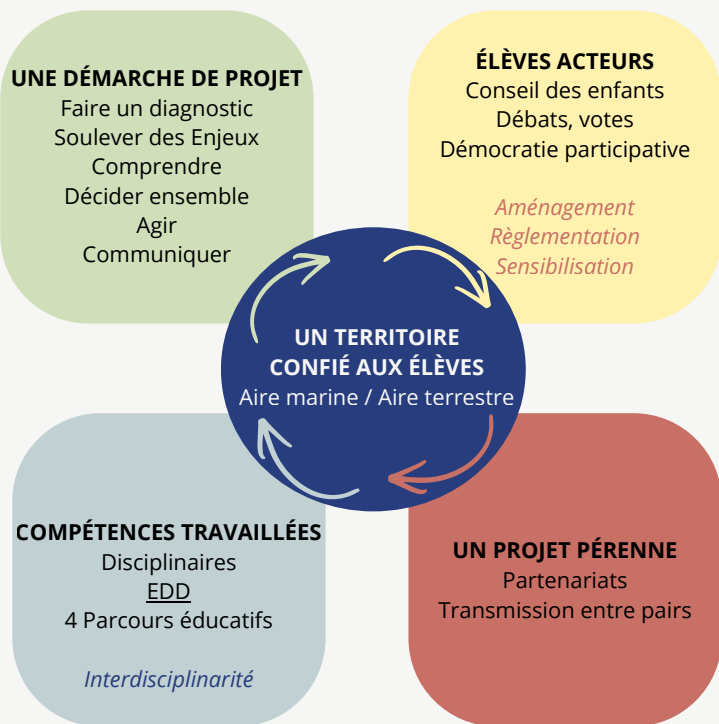 UNE DÉMARCHE DE PROJET
Faire un diagnostic
Soulever des Enjeux
Comprendre
Décider ensemble
Agir
Communiquer
ÉLÈVES ACTEURS
Conseil des enfants
Débats, votes
Démocratie participative
Aménagement
Règlementation
Sensibilisation
UN TERRITOIRE
CONFIÉ AUX ÉLÈVES
Aire marine / Aire terrestre
COMPÉTENCES TRAVAILLÉES
Disciplinaires
EDD
4 Parcours éducatifs
Interdisciplinarité
UN PROJET PÉRENNE
Partenariats
Transmission entre pairs